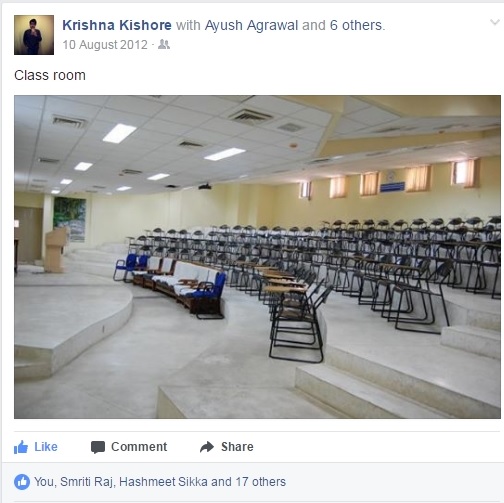 Krishna Kishore with Ayush Agrawal and 6 others.
10 August 2012 ·
Class room
Like Comment Share
You, Smriti Raj, Hashmeet Sikka and 17 others